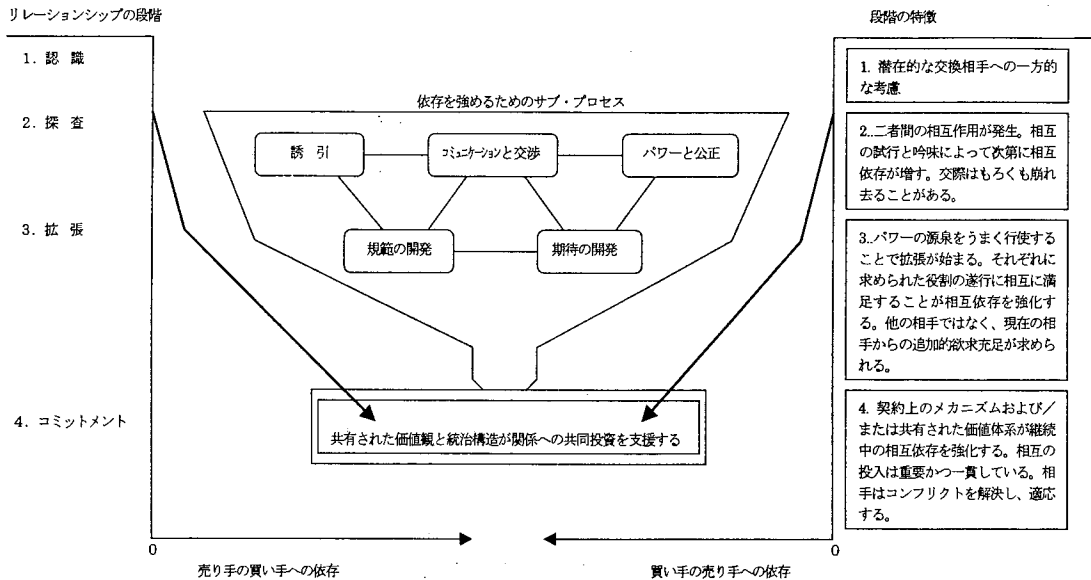 リレーションシップの段階
段階の特徴
1. 認 識
1. 潜在的な交換相手への一方的
な考慮
依存を強めるためのサブ・プロセス
2. 探 査
誘 引
コミュニケーションと交渉
パワーと公正
2..二者間の相互作用が発生。相互
の試行と吟味によって次第に相互
依存が増す。交際はもろくも崩れ
去ることがある。
3. 拡 張
規範の開発
期待の開発
3..パワーの源泉をうまく行使する
ことで拡張が始まる。それぞれに
求められた役割の遂行に相互に満
足することが相互依存を強化す
る。他の相手ではなく、現在の相
手からの追加的欲求充足が求めら
れる。
4. コミットメント
共有された価値観と統治構造が関係への共同投資を支援する
4. 契約上のメカニズムおよび/
または共有された価値体系が継続
中の相互依存を強化する。相互の
投入は重要かつ一貫している。相
手はコンフリクトを解決し、適応
する。
0
0
売り手の買い手への依存
買い手の売り手への依存